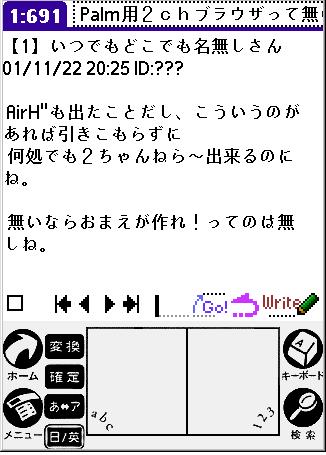 1:691 Palm用２ｃｈブラウザって無
【1】いつでもどこでも名無しさん
01/11/22 20:25 ID:???
AirH"も出たことだし、こういうのが
あれば引きこもらずに
何処でも２ちゃんねら～出来るのに
ね。
無いならおまえが作れ！ってのは無
しね。
Go! Write
変換
ホーム
確定
キーボード
あ⇔ア
メニュー
日/英
abc
123
検索